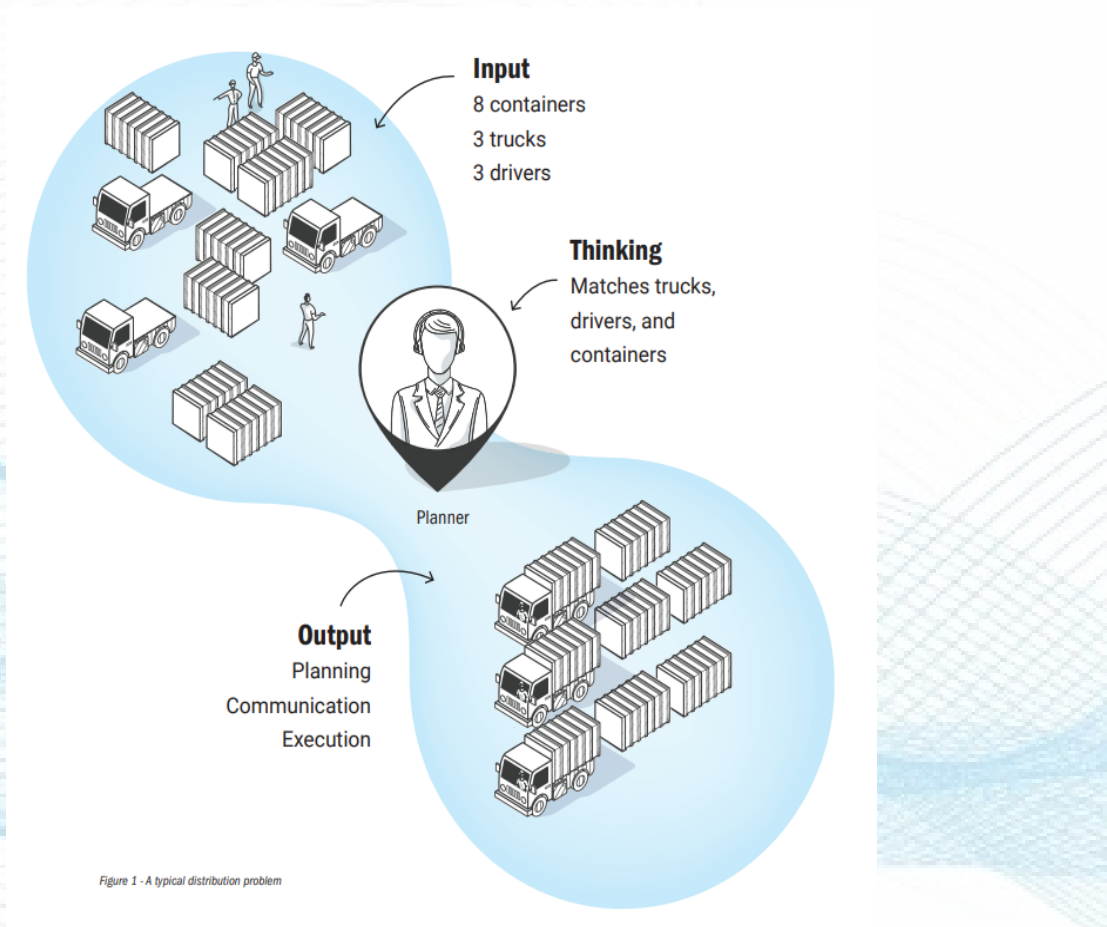 Input
8 containers
3 trucks
3 drivers
Thinking
Matches trucks,
drivers, and
containers
Planner
Output
Planning
Communication
Execution
Figure 1 - A typical distribution problem